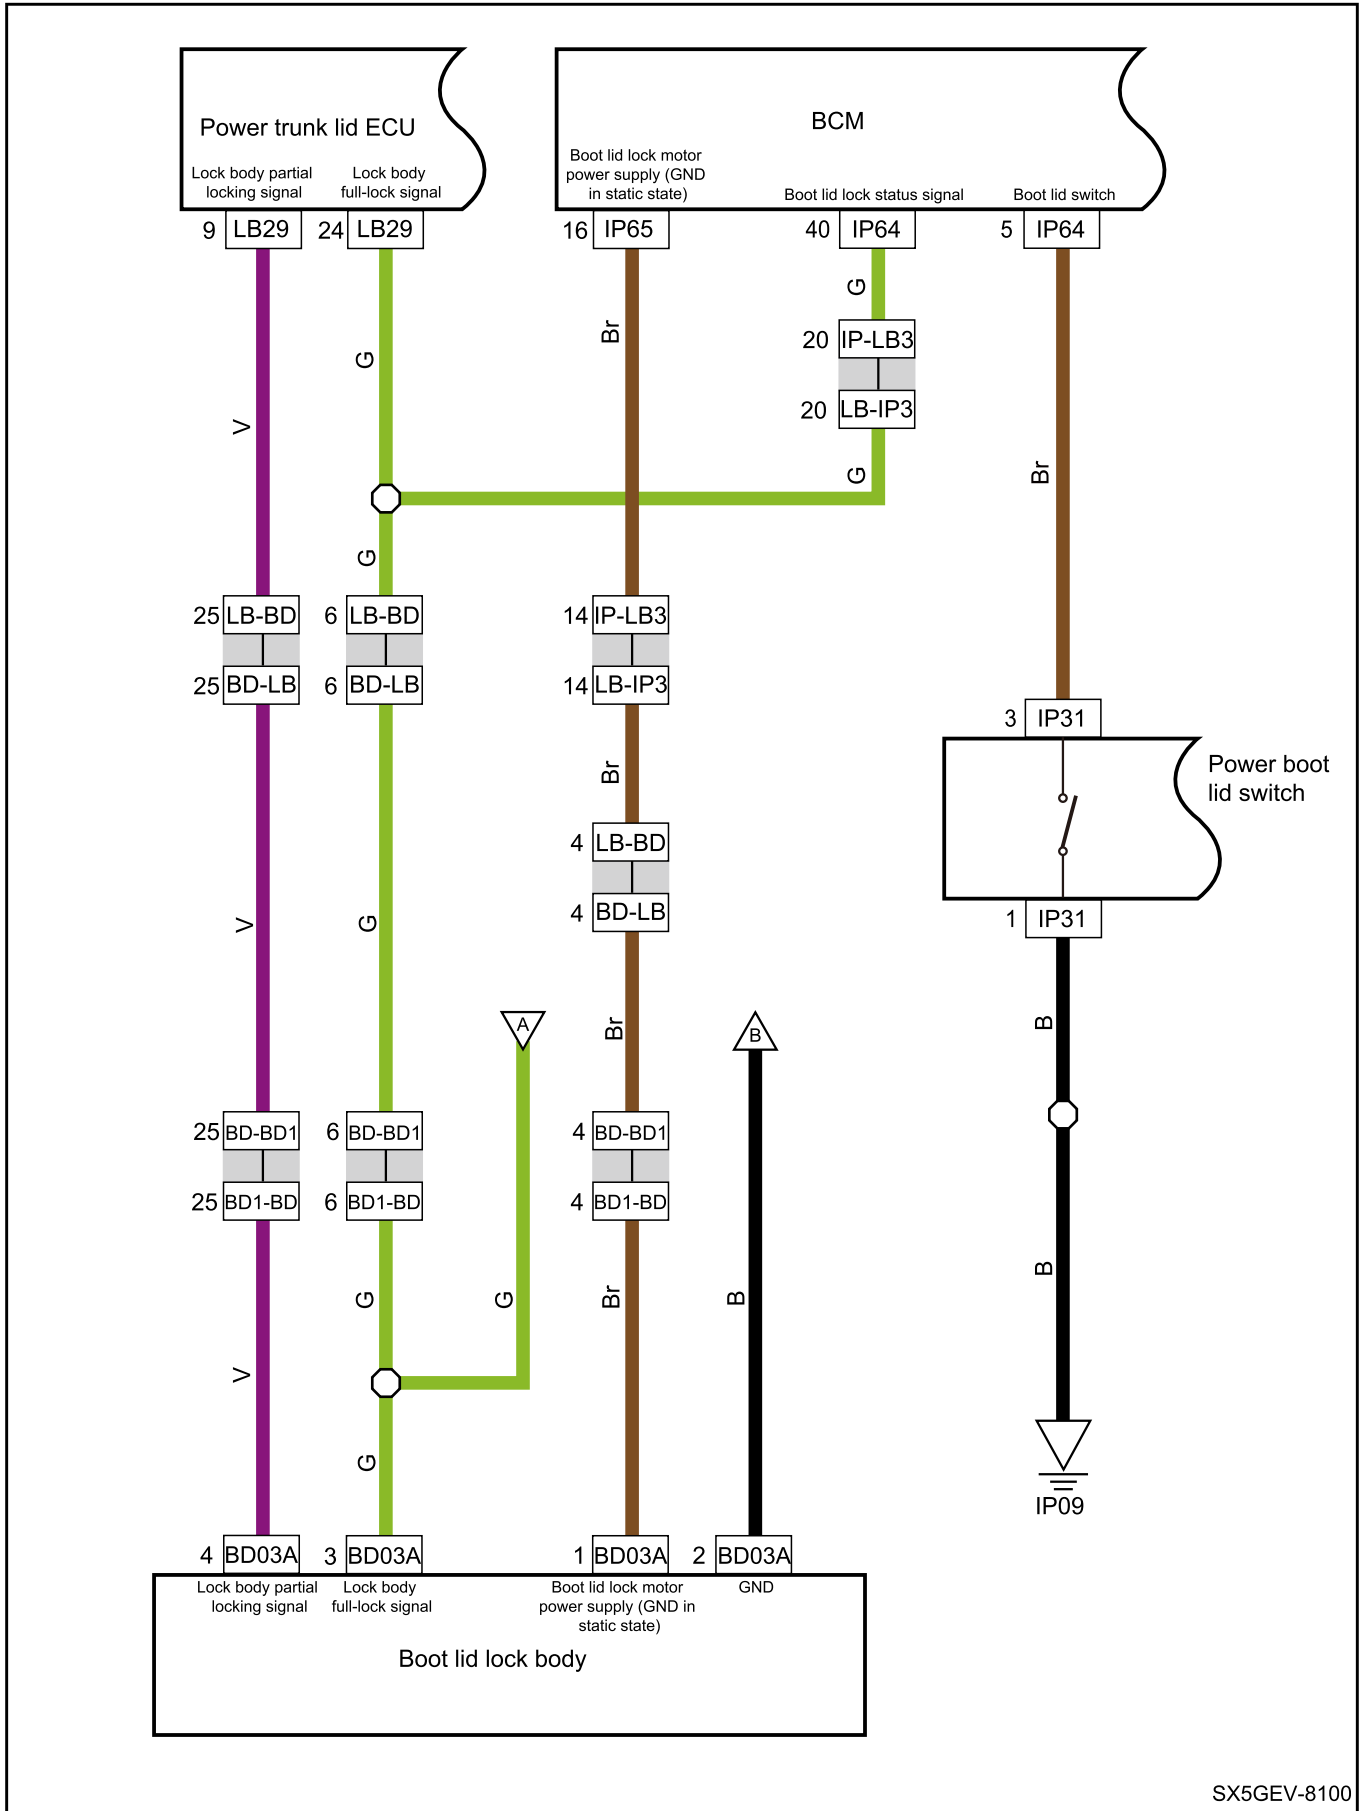 Power trunk lid ECU
Lock body partial
locking signal
Lock body
full-lock signal
BCM
Boot lid lock motor
power supply (GND
in static state)
Boot lid lock status signal
Boot lid switch
9 LB29
24 LB29
16 IP65
40 IP64
5 IP64
G
Br
20 IP-LB3
G
20 LB-IP3
V
G
Br
G
25 LB-BD
6 LB-BD
14 IP-LB3
25 BD-LB
6 BD-LB
14 LB-IP3
3 IP31
Power boot
lid switch
Br
4 LB-BD
4 BD-LB
1 IP31
V
G
A
Br
B
B
25 BD-BD1
6 BD-BD1
4 BD-BD1
25 BD1-BD
6 BD1-BD
4 BD1-BD
B
G
G
Br
B
V
G
IP09
4 BD03A
3 BD03A
1 BD03A
2 BD03A
Lock body partial
locking signal
Lock body
full-lock signal
Boot lid lock motor
power supply (GND in
static state)
GND
Boot lid lock body
SX5GEV-8100